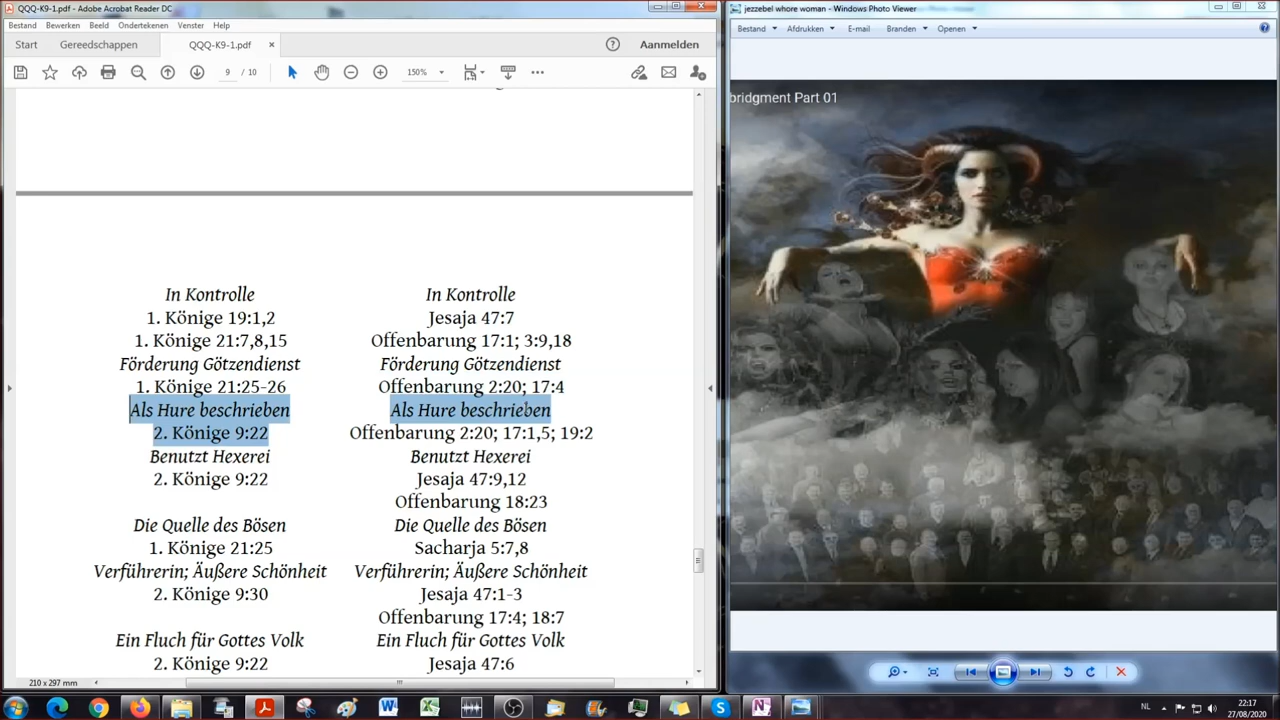 QQQ-K9-1.pdf - Adobe Acrobat Reader DC
Bestand Bewerken Beeld Ondertekenen Venster Help
Start Gereedschappen QQQ-K9-1.pdf × Aanmelden
9 / 10 150%
In Kontrolle
1. Könige 19:1,2
1. Könige 21:7,8,15
Förderung Götzendienst
1. Könige 21:25-26
Als Hure beschrieben
2. Könige 9:22
Benutzt Hexerei
2. Könige 9:22
Die Quelle des Bösen
1. Könige 21:25
Verführerin; Äußere Schönheit
2. Könige 9:30
Ein Fluch für Gottes Volk
2. Könige 9:22
In Kontrolle
Jesaja 47:7
Offenbarung 17:1; 3:9,18
Förderung Götzendienst
Offenbarung 2:20; 17:4
Als Hure beschrieben
Offenbarung 2:20; 17:1,5; 19:2
Benutzt Hexerei
Jesaja 47:9,12
Offenbarung 18:23
Die Quelle des Bösen
Sacharja 5:7,8
Verführerin; Äußere Schönheit
Jesaja 47:1-3
Offenbarung 17:4; 18:7
Ein Fluch für Gottes Volk
Jesaja 47:6
210 x 297 mm
jezzebel whore woman - Windows Photo Viewer
Bestand Afdrukken E-mail Branden Openen
bridgment Part 01
NL
22:17
27/08/2020